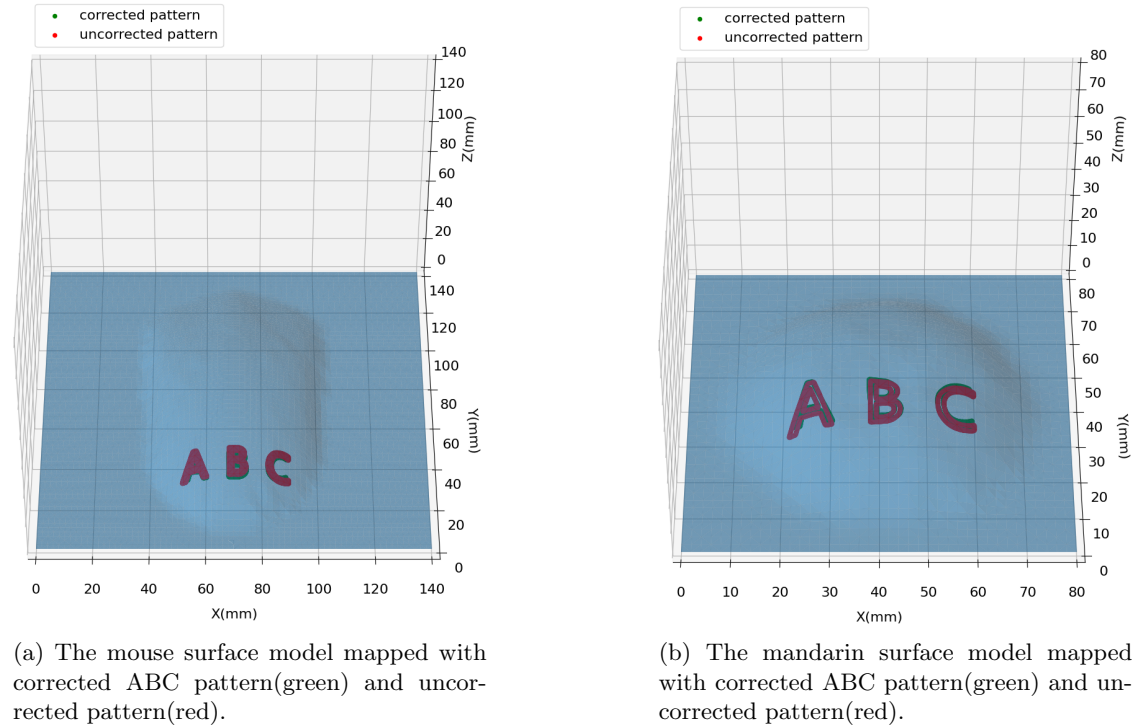 corrected pattern
uncorrected pattern
140
120
100
80
60
40
20
0
Z(mm)
140
120
100
80
60
40
20
0
Y(mm)
0 20 40 60 80 100 120 140
X(mm)
ABC
(a) The mouse surface model mapped with
corrected ABC pattern(green) and uncor-
rected pattern(red).
corrected pattern
uncorrected pattern
80
70
60
50
40
30
20
10
0
Z(mm)
80
70
60
50
40
30
20
10
0
Y(mm)
0 10 20 30 40 50 60 70 80
X(mm)
ABC
(b) The mandarin surface model mapped
with corrected ABC pattern(green) and un-
corrected pattern(red).